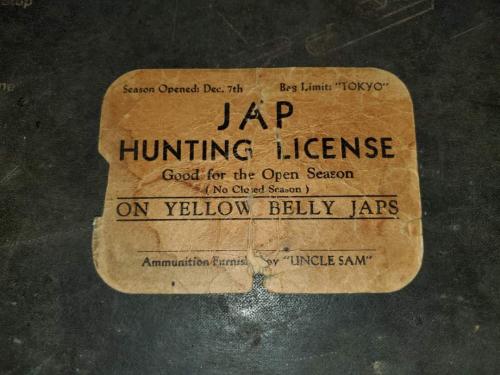 Season Opened: Dec. 7th Bag Limit: "TOKYO"
JAP
HUNTING LICENSE
Good for the Open Season
( No Closed Season )
ON YELLOW BELLY JAPS
Ammunition Furnished by "UNCLE SAM"